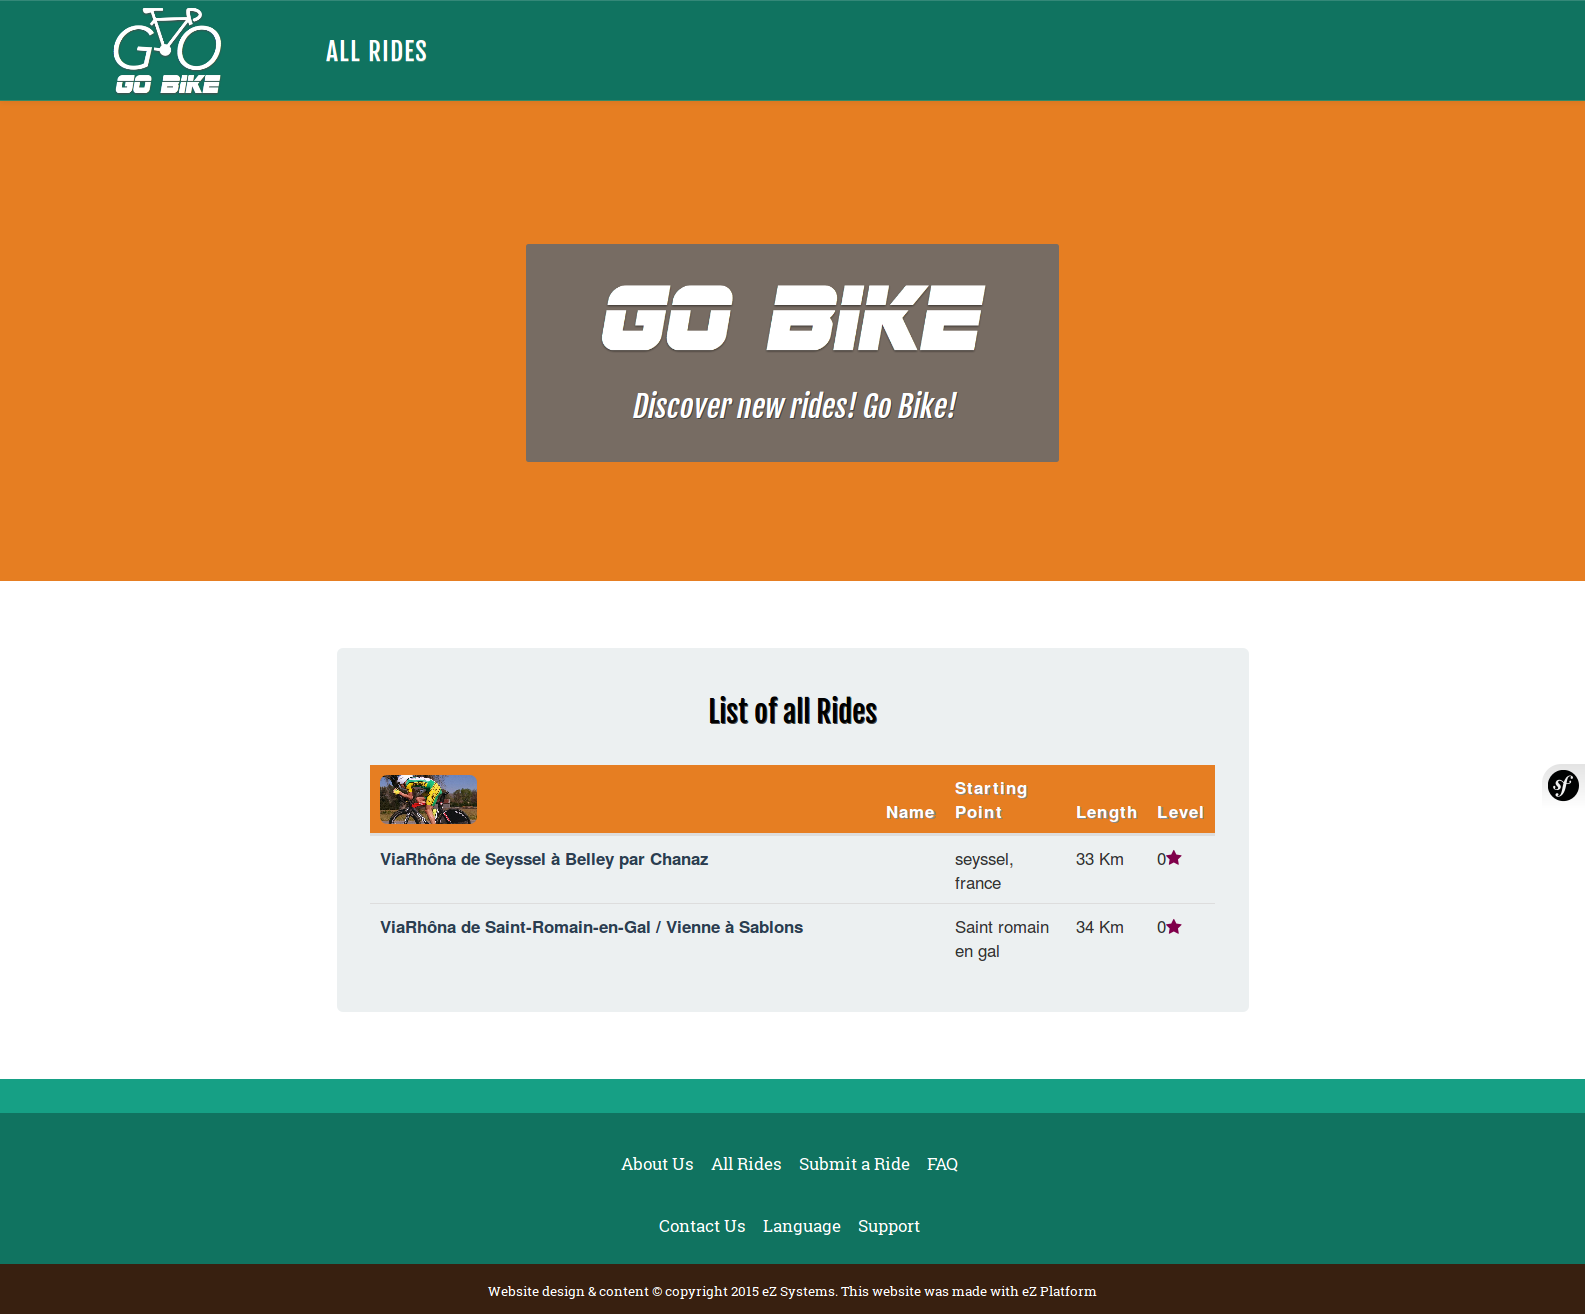 GO BIKE
ALL RIDES
GO BIKE
Discover new rides! Go Bike!
List of all Rides
Name Starting Point Length Level
ViaRhôna de Seyssel à Belley par Chanaz seyssel, france 33 Km 0
ViaRhôna de Saint-Romain-en-Gal / Vienne à Sablons Saint romain en gal 34 Km 0
sf
About Us All Rides Submit a Ride FAQ
Contact Us Language Support
Website design & content © copyright 2015 eZ Systems. This website was made with eZ Platform